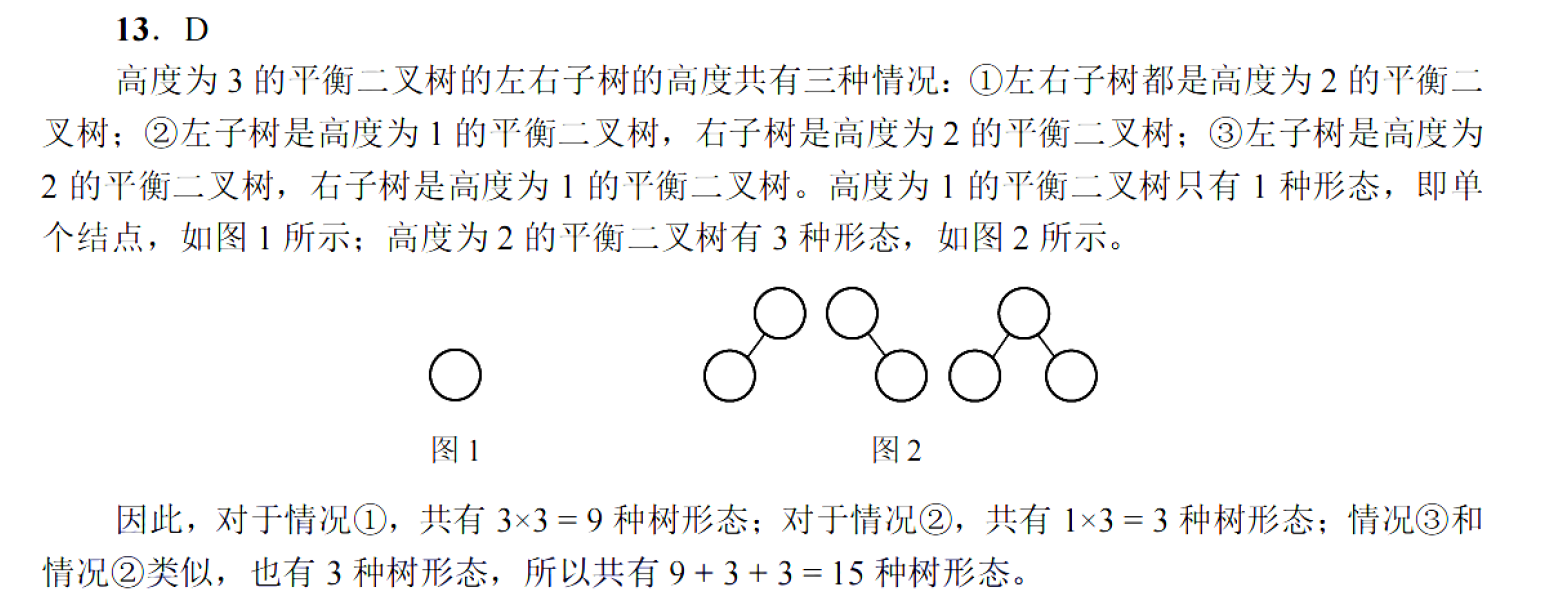 13．D
高度为 3 的平衡二叉树的左右子树的高度共有三种情况：①左右子树都是高度为 2 的平衡二
叉树；②左子树是高度为 1 的平衡二叉树，右子树是高度为 2 的平衡二叉树；③左子树是高度为
2 的平衡二叉树，右子树是高度为 1 的平衡二叉树。高度为 1 的平衡二叉树只有 1 种形态，即单
个结点，如图 1 所示；高度为 2 的平衡二叉树有 3 种形态，如图 2 所示。
图 1
图 2
因此，对于情况①，共有 3×3 = 9 种树形态；对于情况②，共有 1×3 = 3 种树形态；情况③和
情况②类似，也有 3 种树形态，所以共有 9 + 3 + 3 = 15 种树形态。